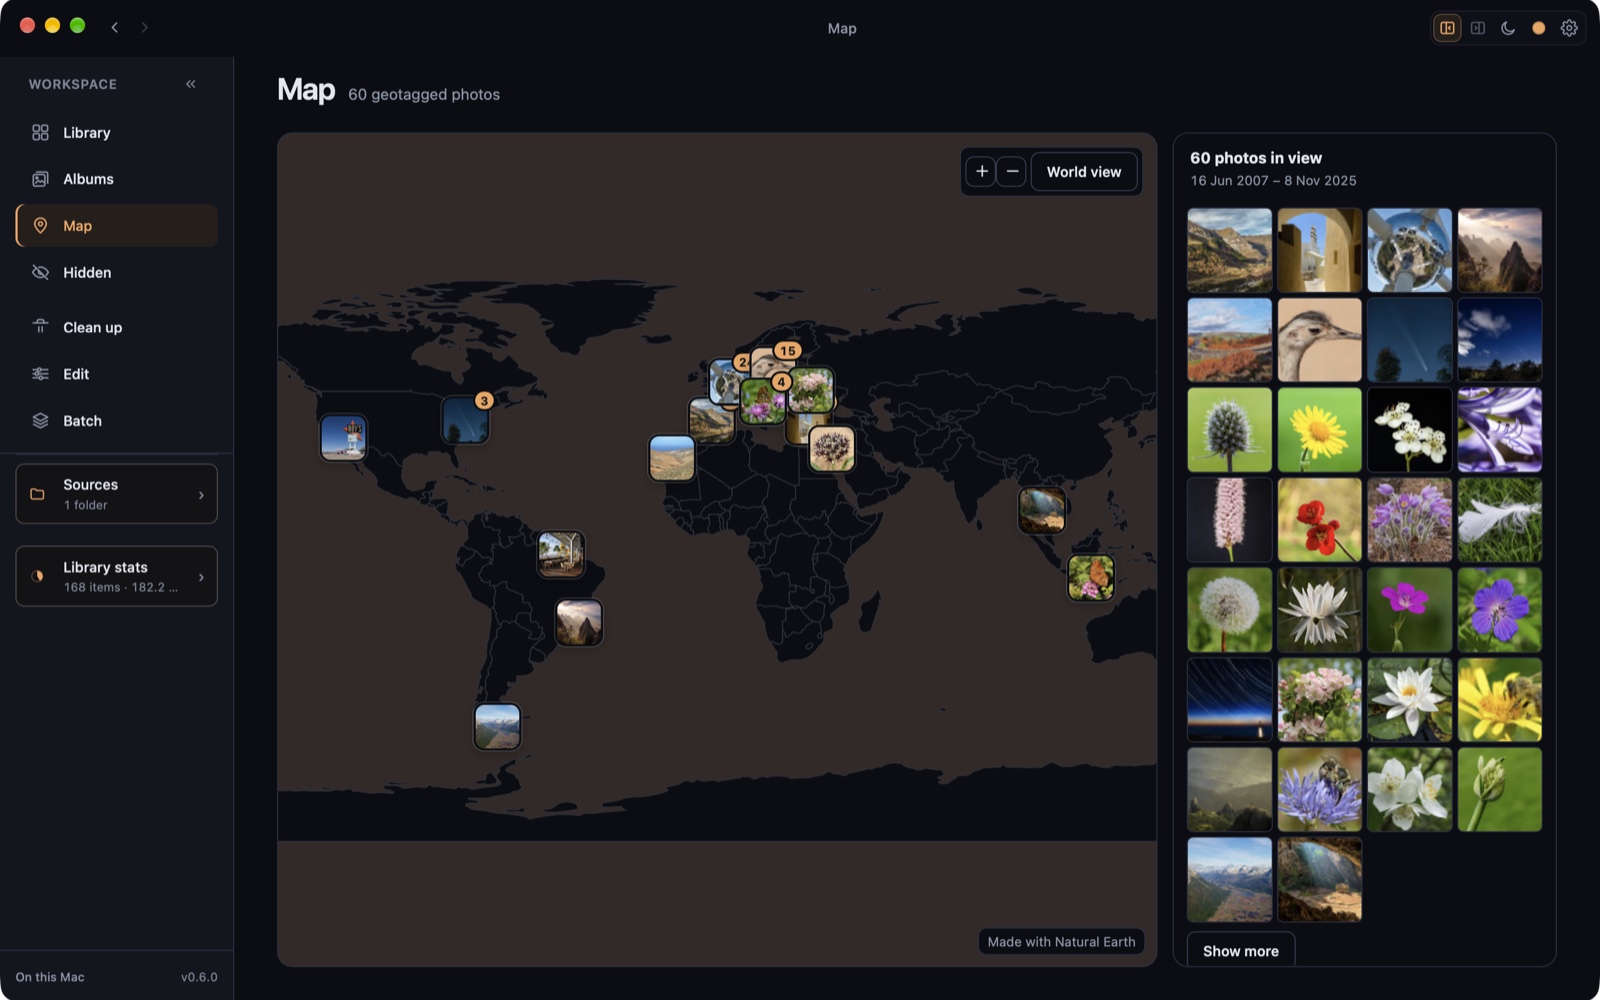 Map
WORKSPACE
Library
Albums
Map
Hidden
Clean up
Edit
Batch
Sources
1 folder
Library stats
168 items · 182.2 ...
On this Mac
v0.6.0
Map
60 geotagged photos
World view
15
4
3
Made with Natural Earth
60 photos in view
16 Jun 2007 – 8 Nov 2025
Show more